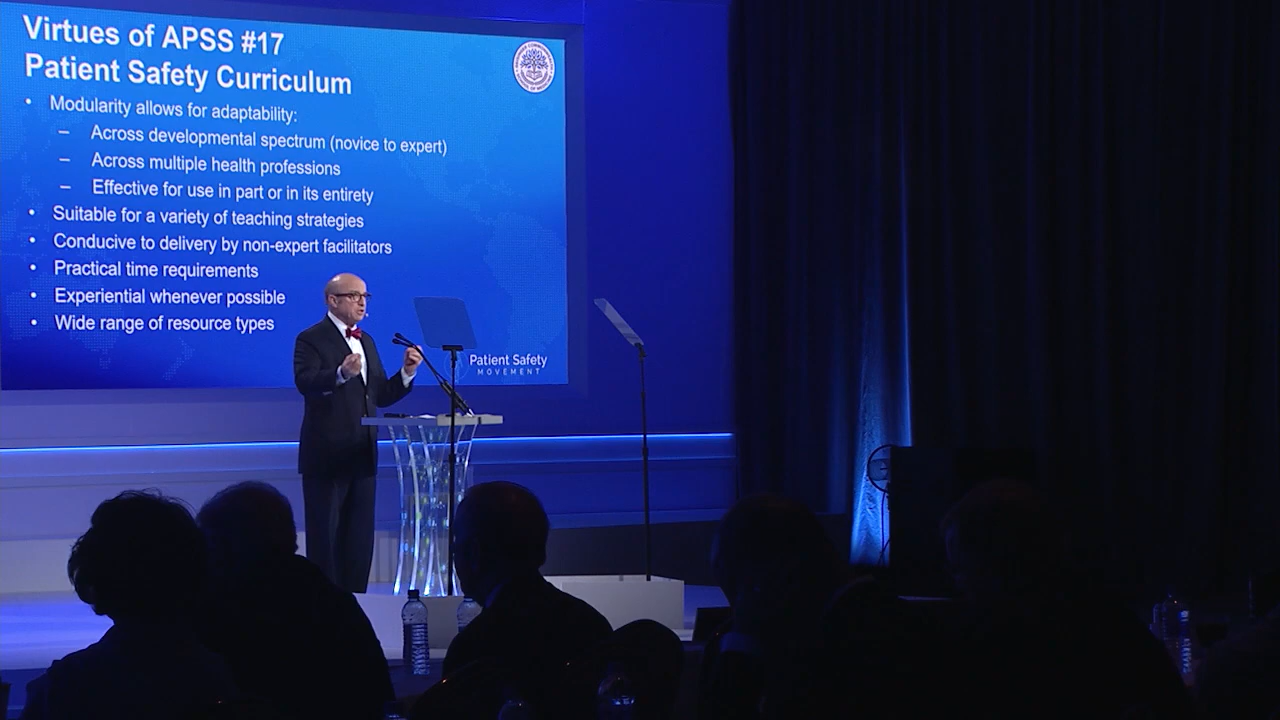 Virtues of APSS #17
Patient Safety Curriculum
• Modularity allows for adaptability:
– Across developmental spectrum (novice to expert)
– Across multiple health professions
– Effective for use in part or in its entirety
• Suitable for a variety of teaching strategies
• Conducive to delivery by non-expert facilitators
• Practical time requirements
• Experiential whenever possible
• Wide range of resource types
Patient Safety
MOVEMENT